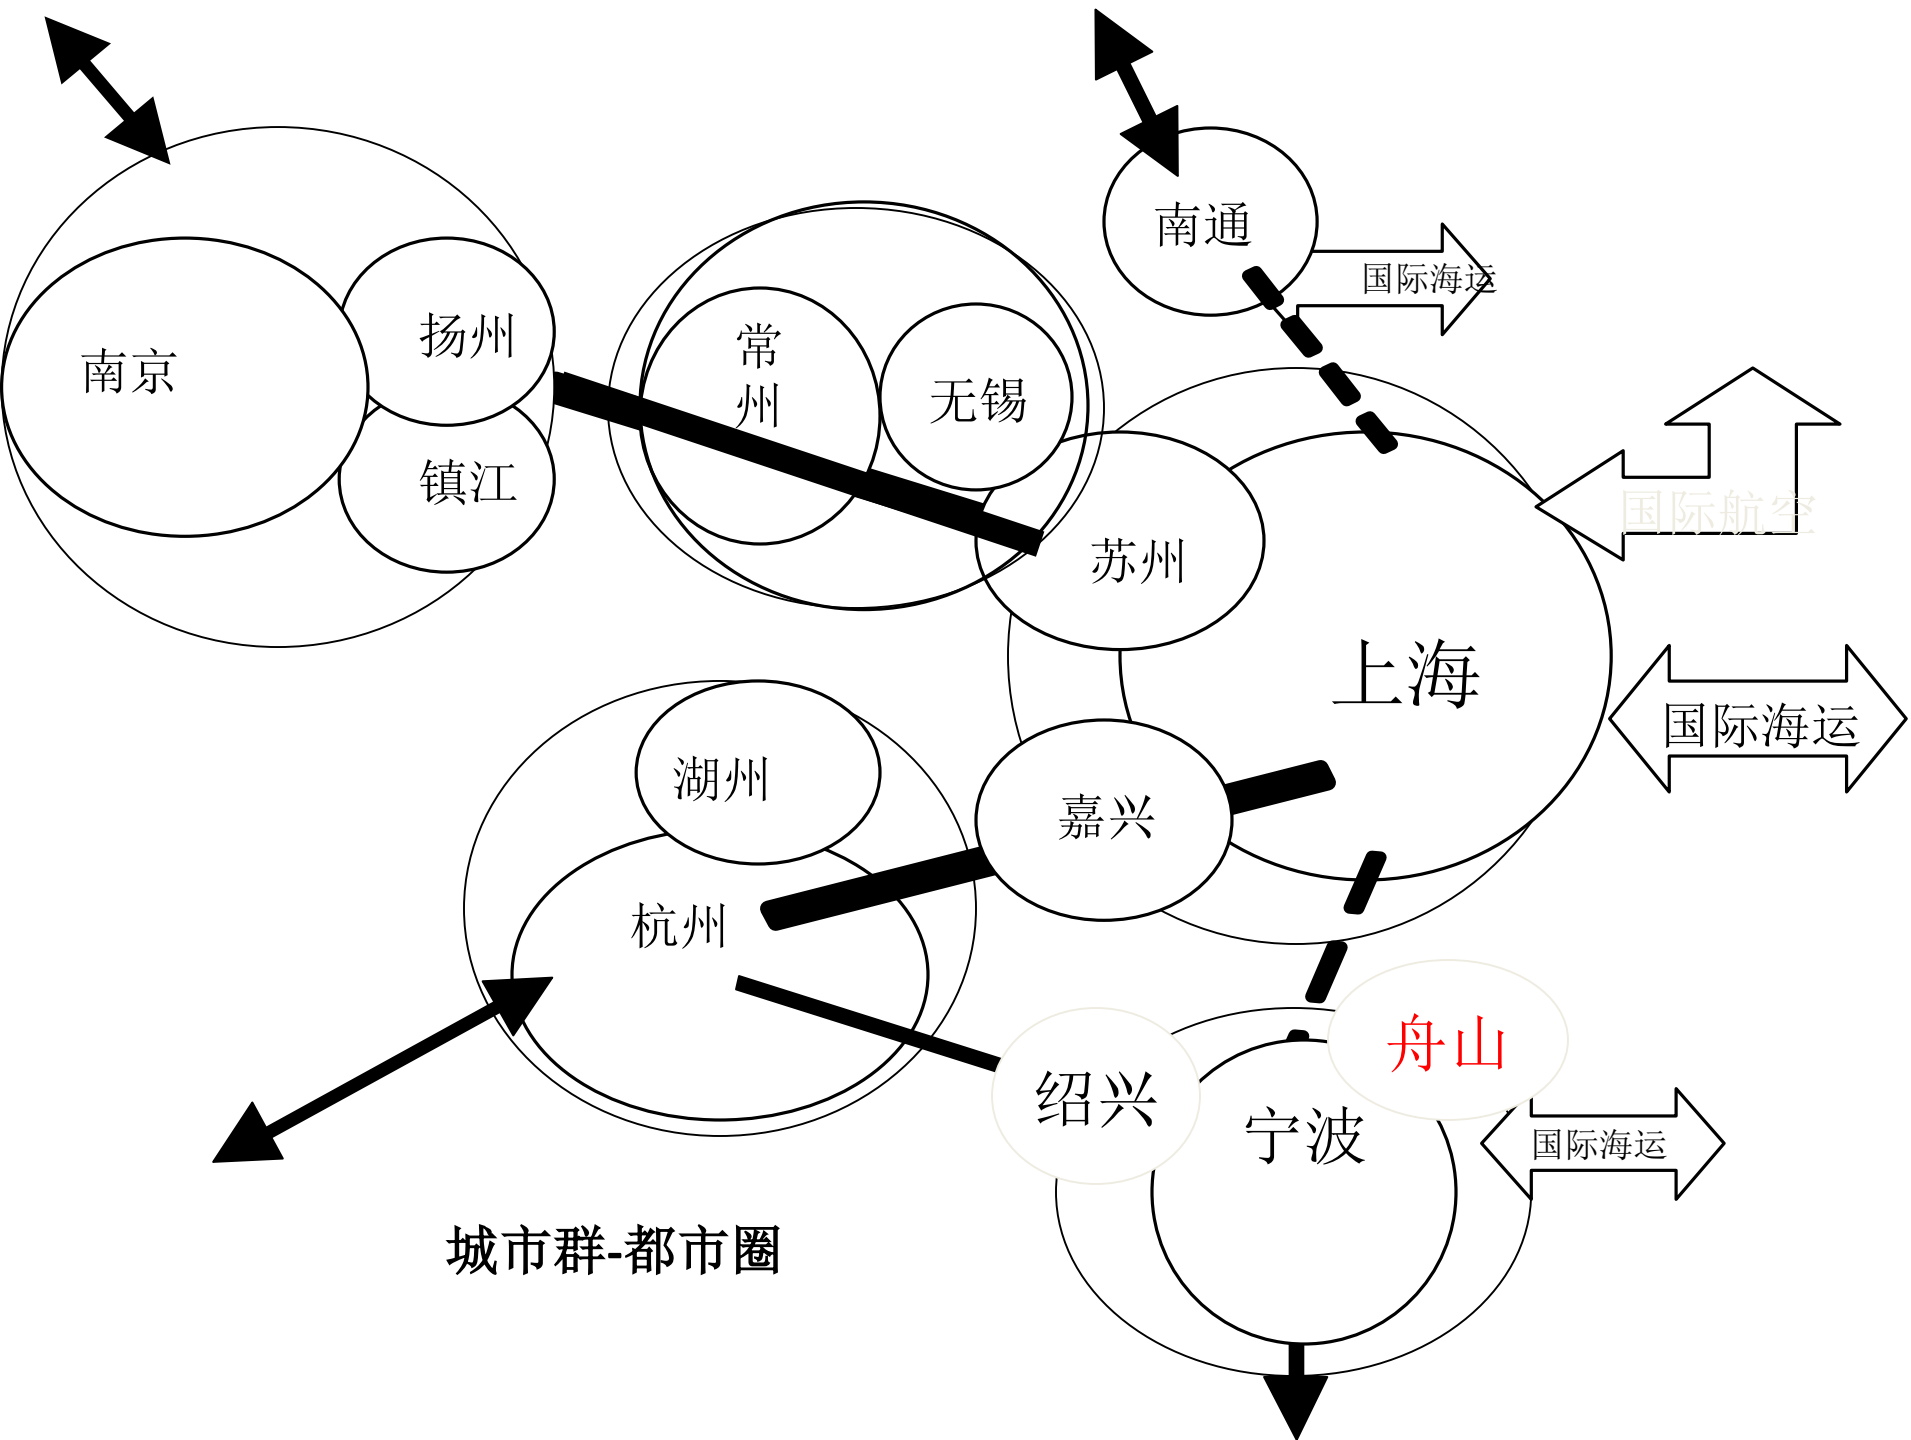 南通
国际海运
扬州
南京
常
州
无锡
镇江
国际航空
苏州
上海
国际海运
湖州
嘉兴
杭州
舟山
绍兴
宁波
国际海运
城市群-都市圈